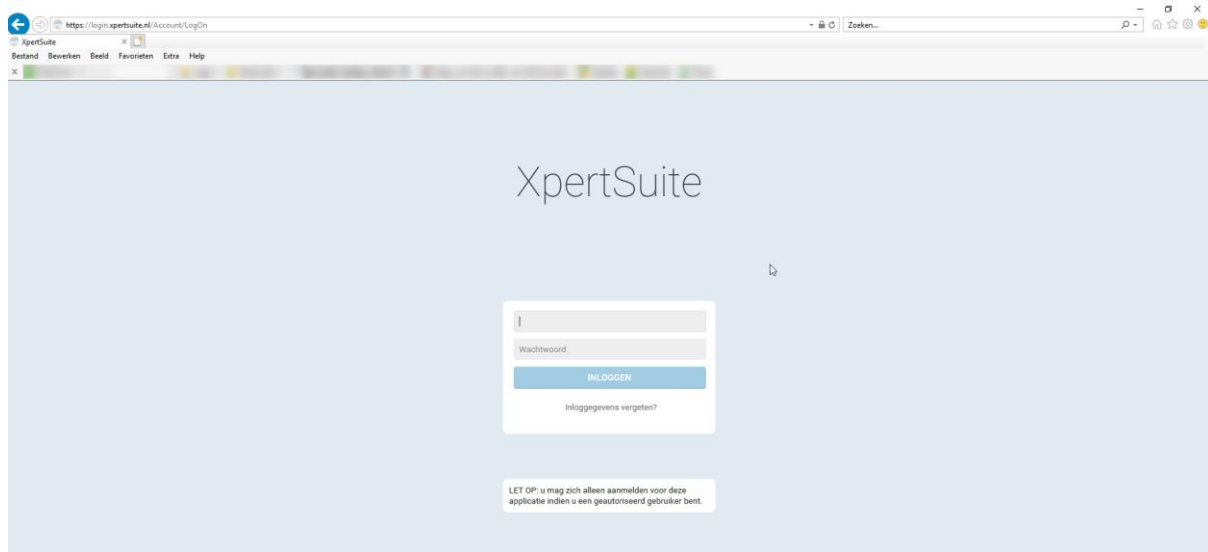 https://login.xpertsuite.nl/Account/LogOn
Zoeken...
XpertSuite
Bestand Bewerken Beeld Favorieten Extra Help
XpertSuite
Wachtwoord
INLOGGEN
Inloggegevens vergeten?
LET OP: u mag zich alleen aanmelden voor deze
applicatie indien u een geautoriseerd gebruiker bent.